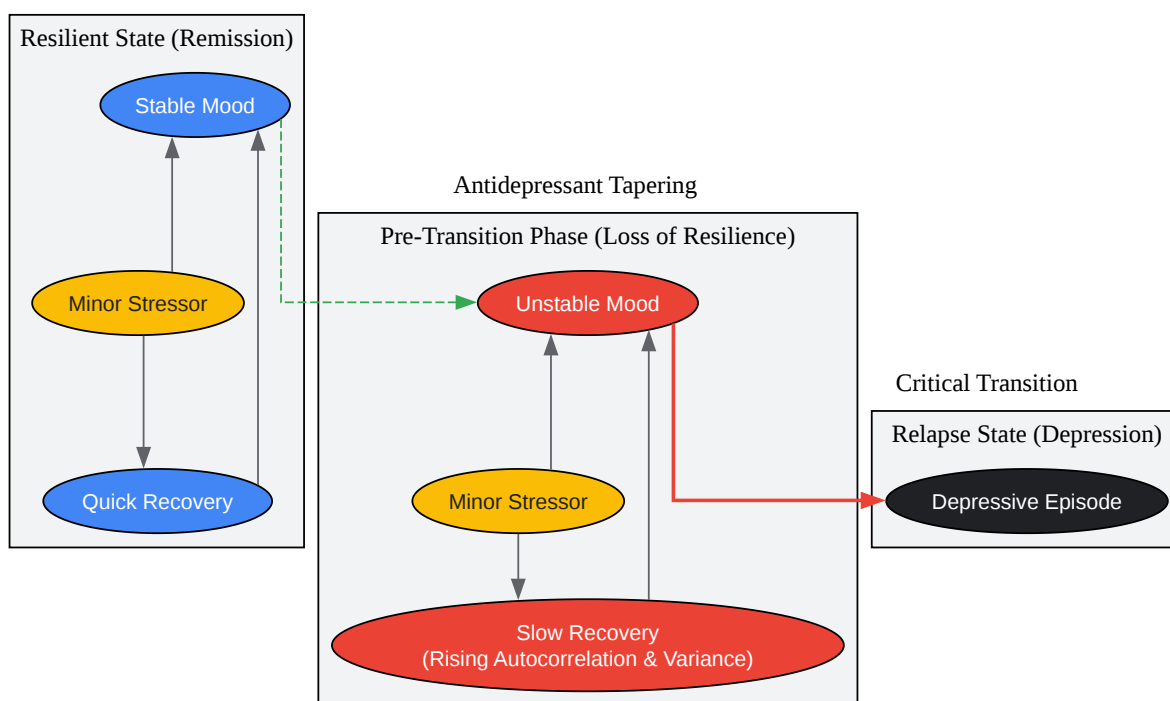 Resilient State (Remission)
Stable Mood
Minor Stressor
Quick Recovery
Antidepressant Tapering
Pre-Transition Phase (Loss of Resilience)
Unstable Mood
Minor Stressor
Slow Recovery
(Rising Autocorrelation & Variance)
Critical Transition
Relapse State (Depression)
Depressive Episode